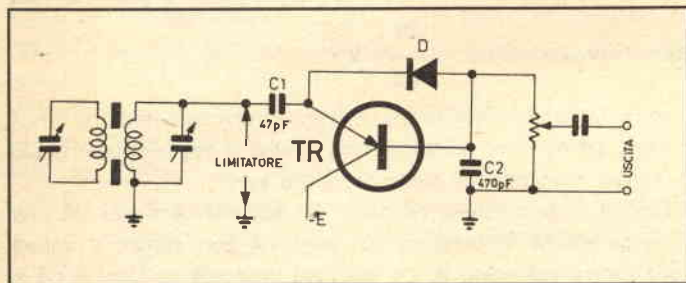 D
C1
47pF
LIMITATORE
TR
C2
470pF
-E
USCITA